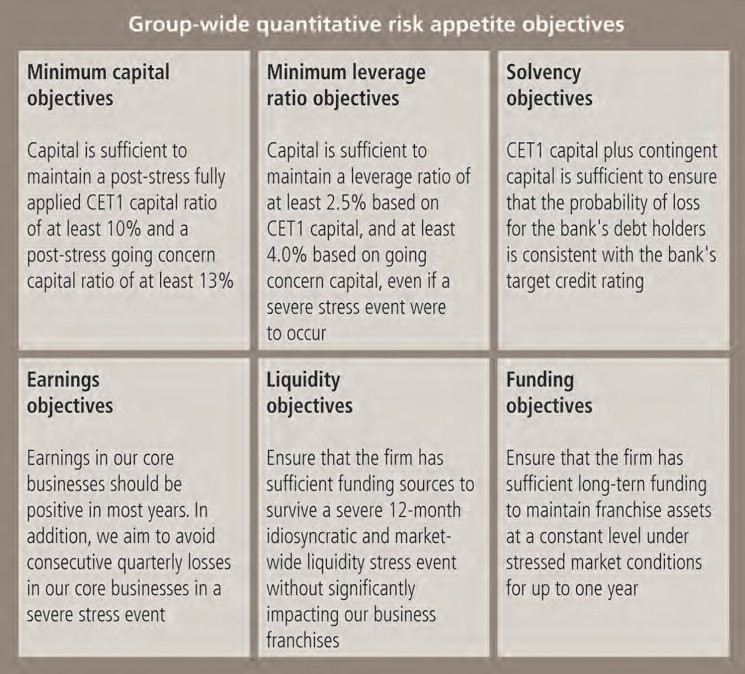 Group-wide quantitative risk appetite objectives
Minimum capital
objectives
Capital is sufficient to
maintain a post-stress fully
applied CET1 capital ratio
of at least 10% and a
post-stress going concern
capital ratio of at least 13%
Minimum leverage
ratio objectives
Capital is sufficient to
maintain a leverage ratio of
at least 2.5% based on
CET1 capital, and at least
4.0% based on going
concern capital, even if a
severe stress event were
to occur
Solvency
objectives
CET1 capital plus contingent
capital is sufficient to ensure
that the probability of loss
for the bank's debt holders
is consistent with the bank's
target credit rating
Earnings
objectives
Earnings in our core
businesses should be
positive in most years. In
addition, we aim to avoid
consecutive quarterly losses
in our core businesses in a
severe stress event
Liquidity
objectives
Ensure that the firm has
sufficient funding sources to
survive a severe 12-month
idiosyncratic and market-
wide liquidity stress event
without significantly
impacting our business
franchises
Funding
objectives
Ensure that the firm has
sufficient long-tern funding
to maintain franchise assets
at a constant level under
stressed market conditions
for up to one year